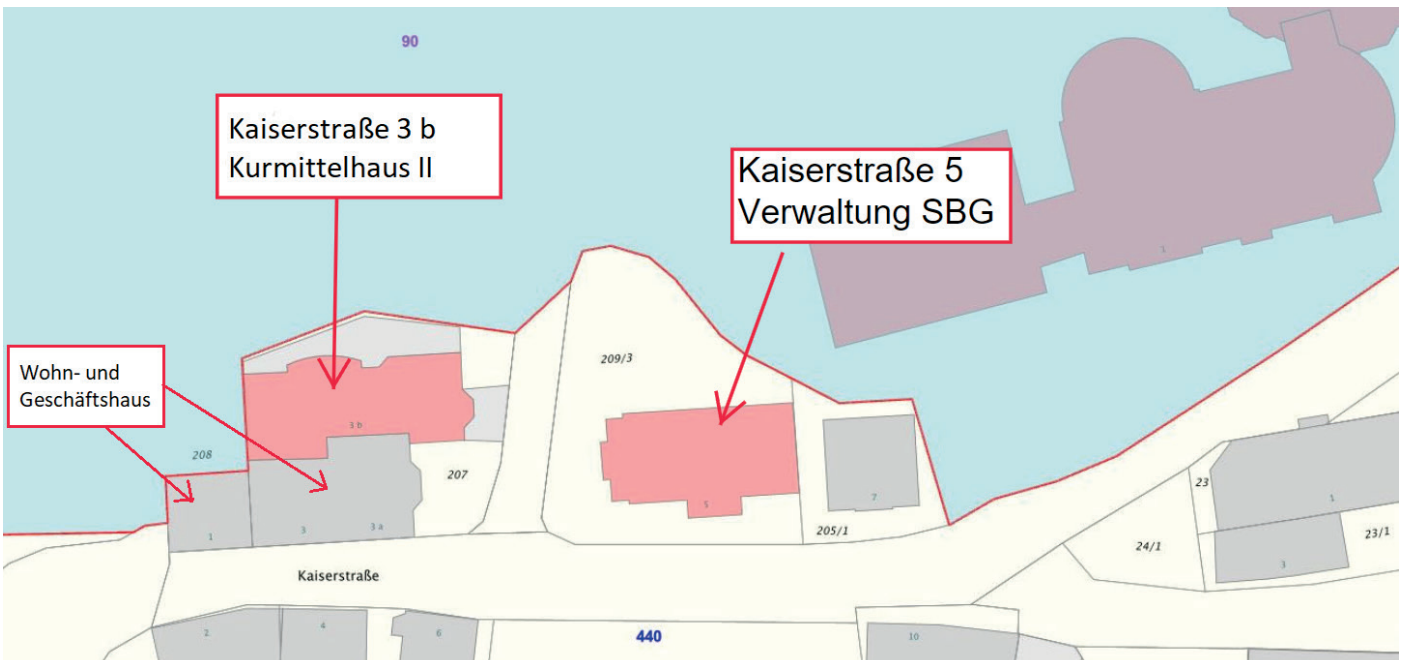 90
Kaiserstraße 3 b
Kurmittelhaus II
Kaiserstraße 5
Verwaltung SBG
1
Wohn- und
Geschäftshaus
209/3
3 b
208
207
5
7
23
1
1
3
3 a
205/1
24/1
23/1
3
Kaiserstraße
2
4
6
440
10